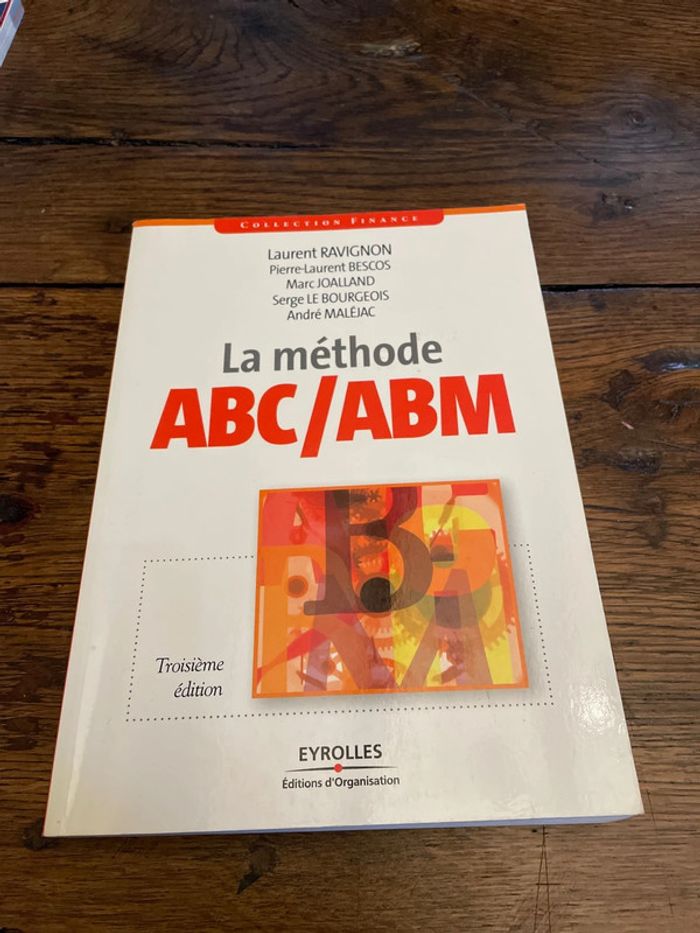 COLLECTION FINANCE
Laurent RAVIGNON
Pierre-Laurent BESCOS
Marc JOALLAND
Serge LE BOURGEOIS
André MALÉJAC
La méthode
ABC/ABM
Troisième
édition
EYROLLES
Éditions d'Organisation